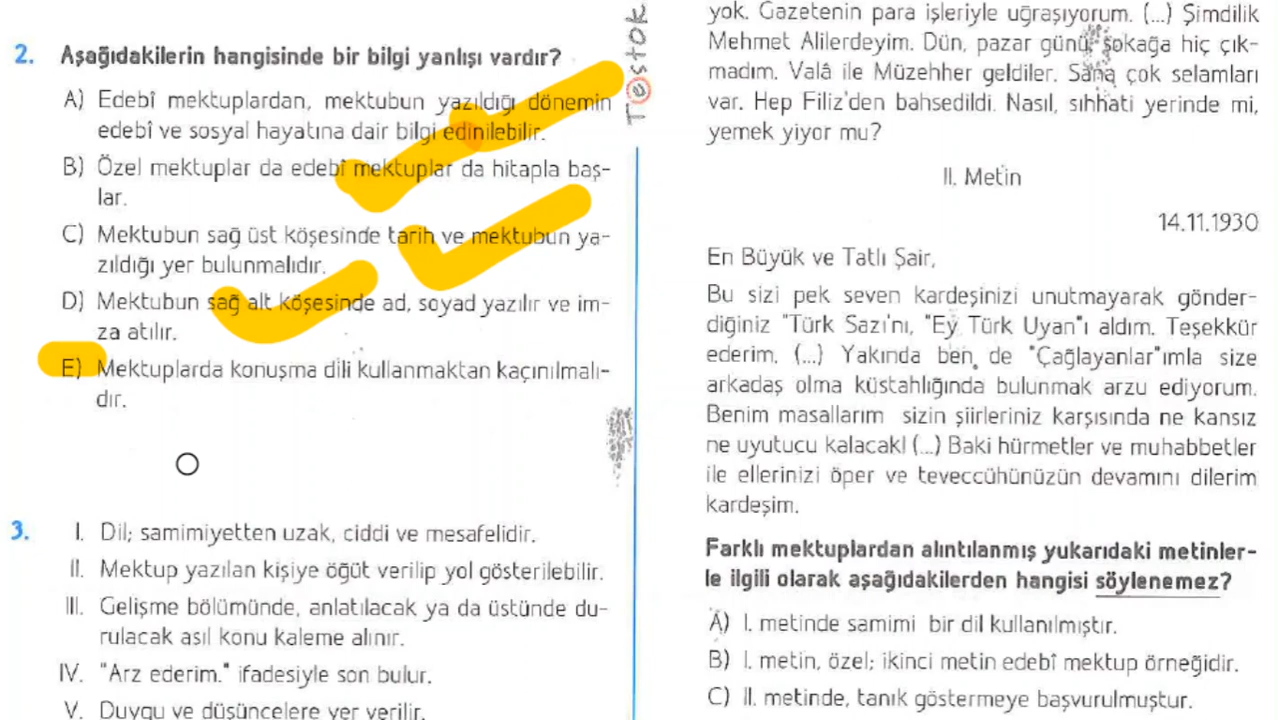 2. Aşağıdakilerin hangisinde bir bilgi yanlışı vardır?
A) Edebî mektuplardan, mektubun yazıldığı dönemin
edebî ve sosyal hayatına dair bilgi edinilebilir.
B) Özel mektuplar da edebî mektuplar da hitapla baş-
lar.
C) Mektubun sağ üst köşesinde tarih ve mektubun ya-
zıldığı yer bulunmalıdır.
D) Mektubun sağ alt köşesinde ad, soyad yazılır ve im-
za atılır.
E) Mektuplarda konuşma dili kullanmaktan kaçınılmalı-
dır.
3. I. Dil; samimiyetten uzak, ciddi ve mesafelidir.
II. Mektup yazılan kişiye öğüt verilip yol gösterilebilir.
III. Gelişme bölümünde, anlatılacak ya da üstünde du-
rulacak asıl konu kaleme alınır.
IV. "Arz ederim." ifadesiyle son bulur.
V. Duygu ve düşüncelere yer verilir.
Testokul
yok. Gazetenin para işleriyle uğraşıyorum. (...) Şimdilik
Mehmet Alilerdeyim. Dün, pazar günü, sokağa hiç çık-
madım. Valâ ile Müzehher geldiler. Sana çok selamları
var. Hep Filiz'den bahsedildi. Nasıl, sıhhati yerinde mi,
yemek yiyor mu?
II. Metin
14.11.1930
En Büyük ve Tatlı Şair,
Bu sizi pek seven kardeşinizi unutmayarak gönder-
diğiniz "Türk Sazı'nı, "Ey Türk Uyan"ı aldım. Teşekkür
ederim. (...) Yakında ben de "Çağlayanlar"ımla size
arkadaş olma küstahlığında bulunmak arzu ediyorum.
Benim masallarım sizin şiirleriniz karşısında ne kansız
ne uyutucu kalacak! (...) Baki hürmetler ve muhabbetler
ile ellerinizi öper ve teveccühünüzün devamını dilerim
kardeşim.
Farklı mektuplardan alıntılanmış yukarıdaki metinler-
le ilgili olarak aşağıdakilerden hangisi söylenemez?
A) I. metinde samimi bir dil kullanılmıştır.
B) I. metin, özel; ikinci metin edebî mektup örneğidir.
C) II. metinde, tanık göstermeye başvurulmuştur.